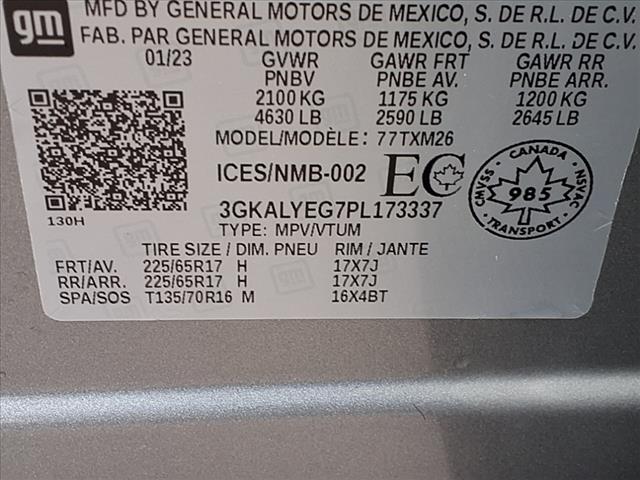 gm
MFD BY GENERAL MOTORS DE MEXICO, S. DE R.L. DE C.V.
FAB. PAR GENERAL MOTORS DE MEXICO, S. DE R.L. DE C.V.
01/23 GVWR GAWR FRT GAWR RR
PNBV PNBE AV. PNBE ARR.
2100 KG 1175 KG 1200 KG
4630 LB 2590 LB 2645 LB
MODEL/MODÈLE: 77TXM26
ICES/NMB-002 EC
CANADA
CMVSS 985 NSVAC
TRANSPORT
130H
3GKALYEG7PL173337
TYPE: MPV/VTUM
TIRE SIZE / DIM. PNEU RIM / JANTE
FRT/AV. 225/65R17 H 17X7J
RR/ARR. 225/65R17 H 17X7J
SPA/SOS T135/70R16 M 16X4BT